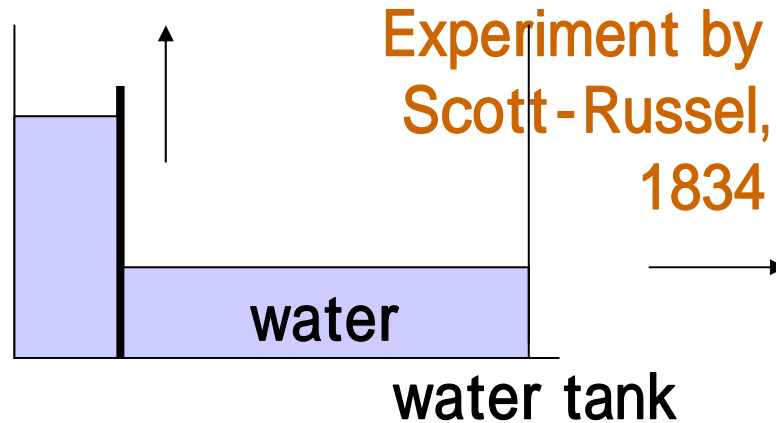 Experiment by
Scott-Russel,
1834
water
water tank